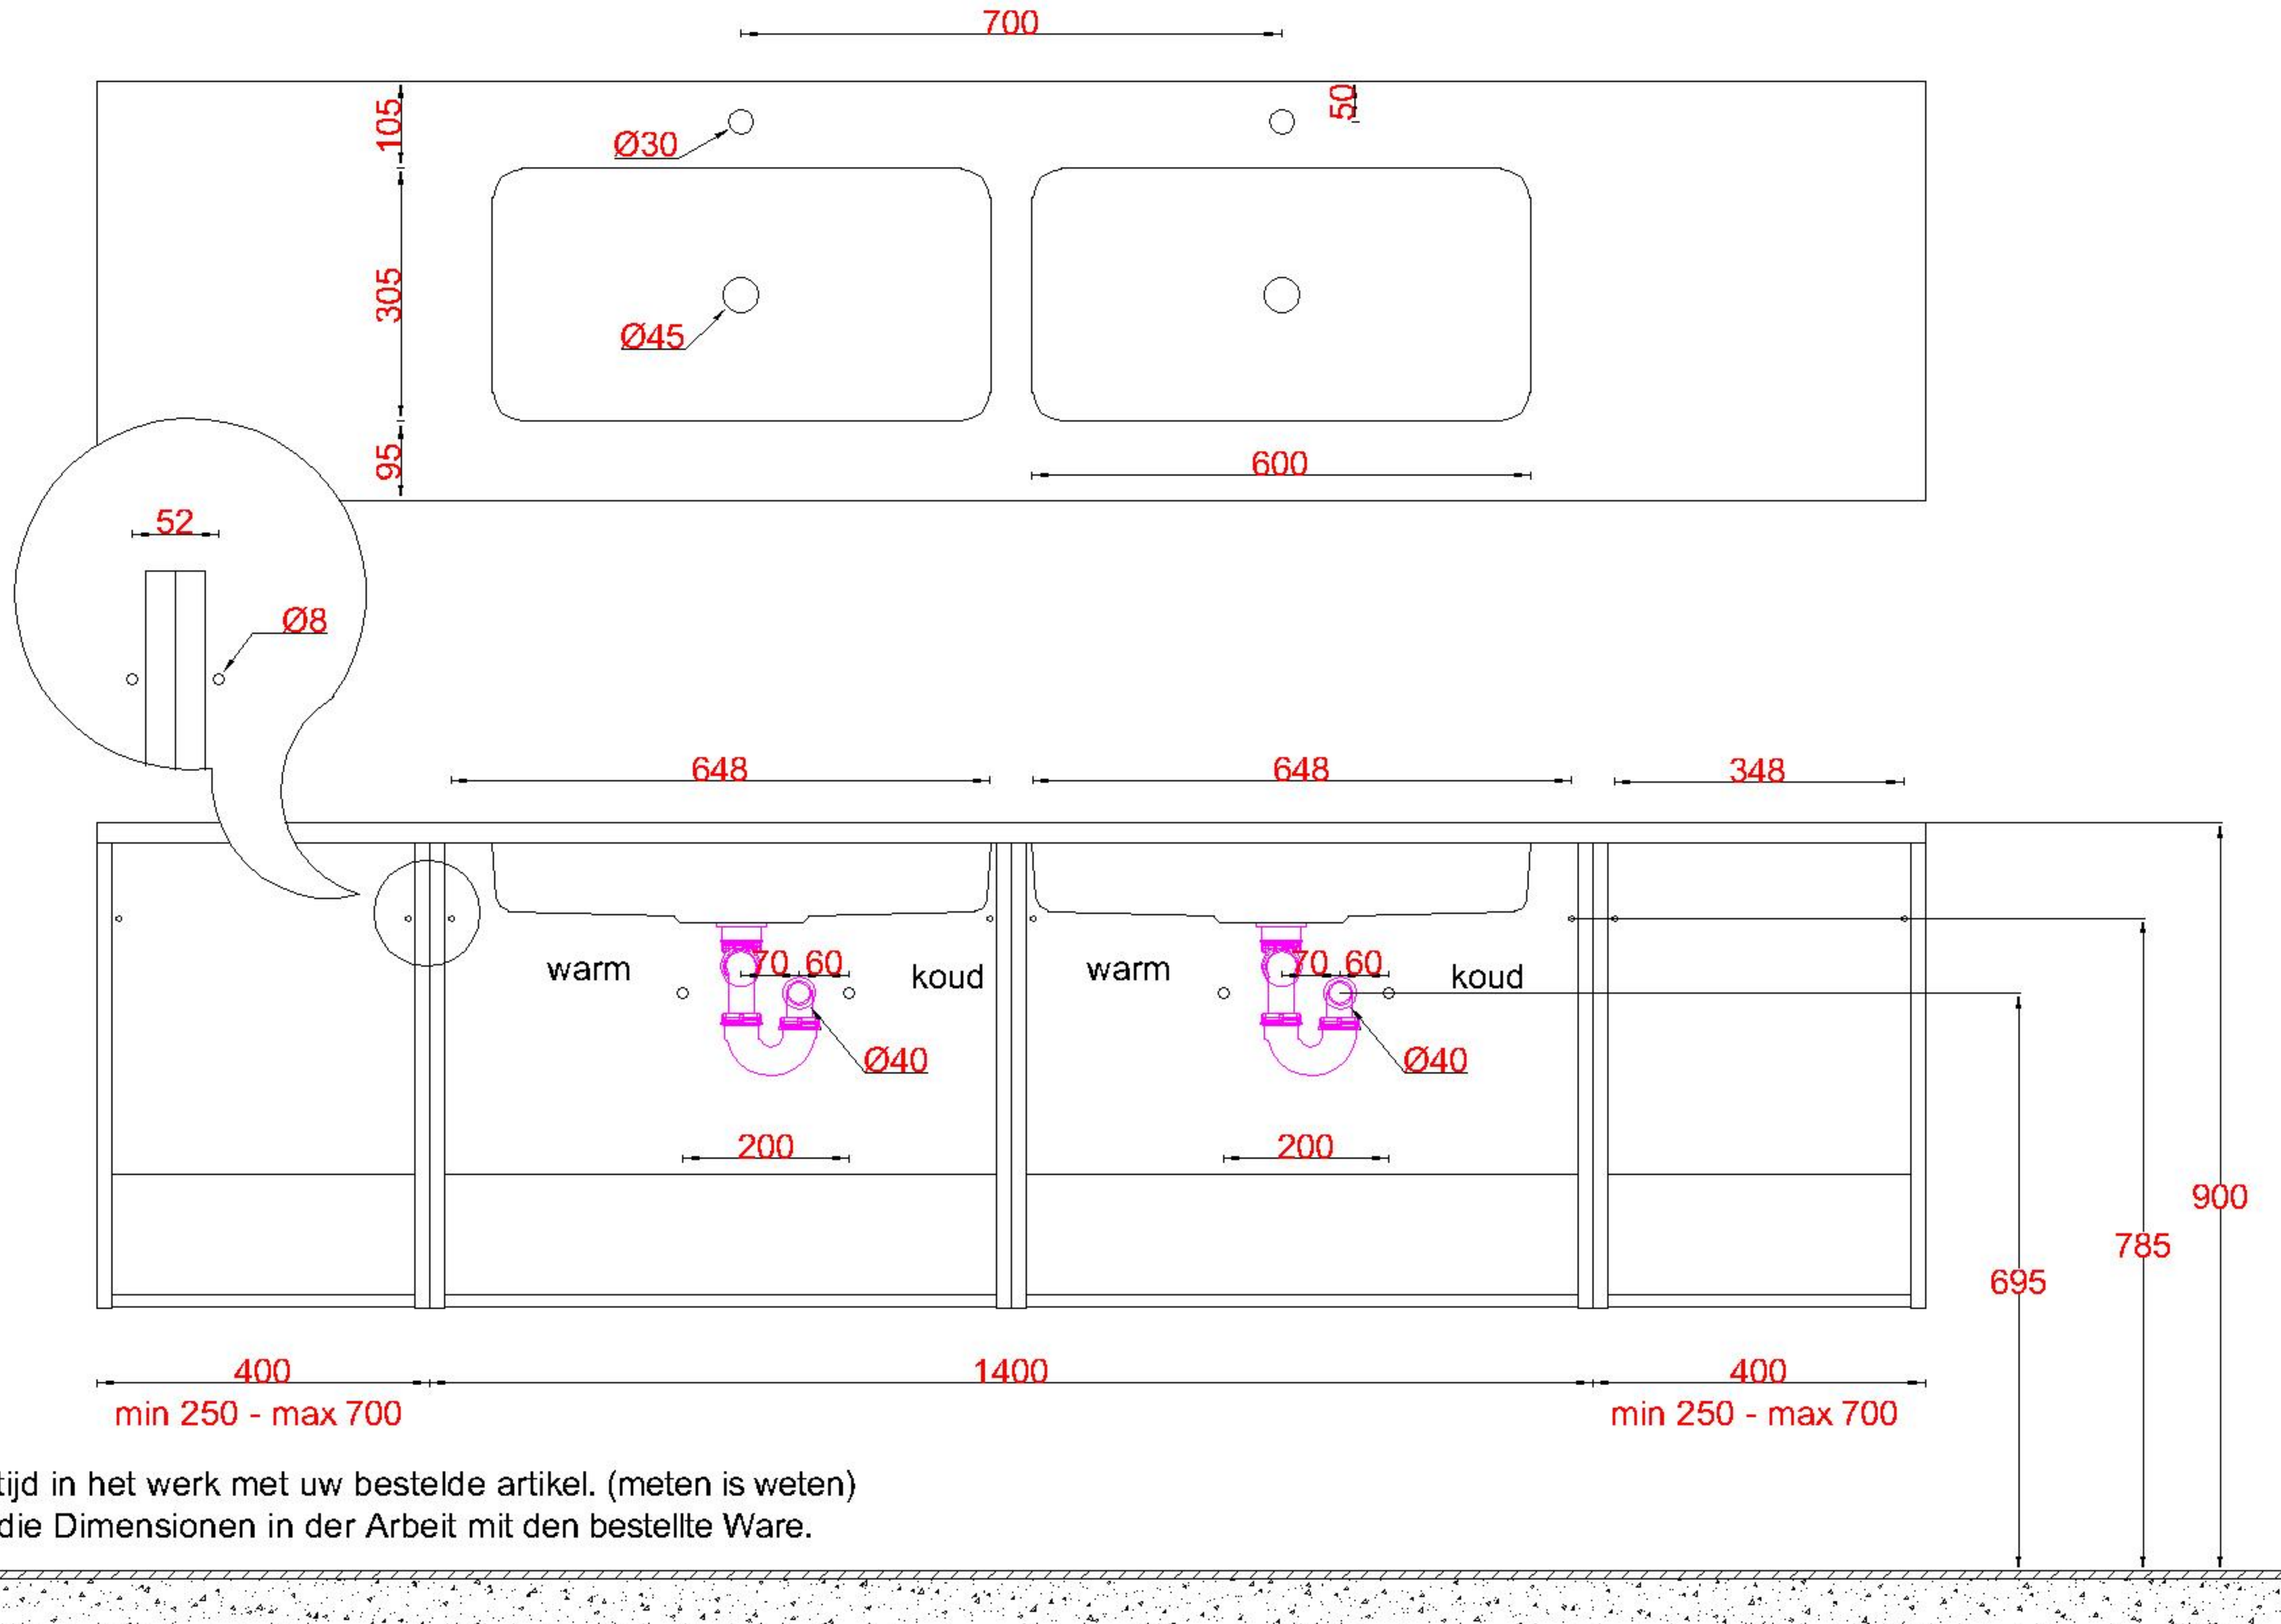 700
105
50
Ø30
305
Ø45
95
600
52
Ø8
648
648
348
warm
70
60
koud
warm
70
60
koud
Ø40
Ø40
200
200
900
785
695
400
1400
400
min 250 - max 700
min 250 - max 700
tijd in het werk met uw bestelde artikel. (meten is weten)
die Dimensionen in der Arbeit mit den bestellte Ware.